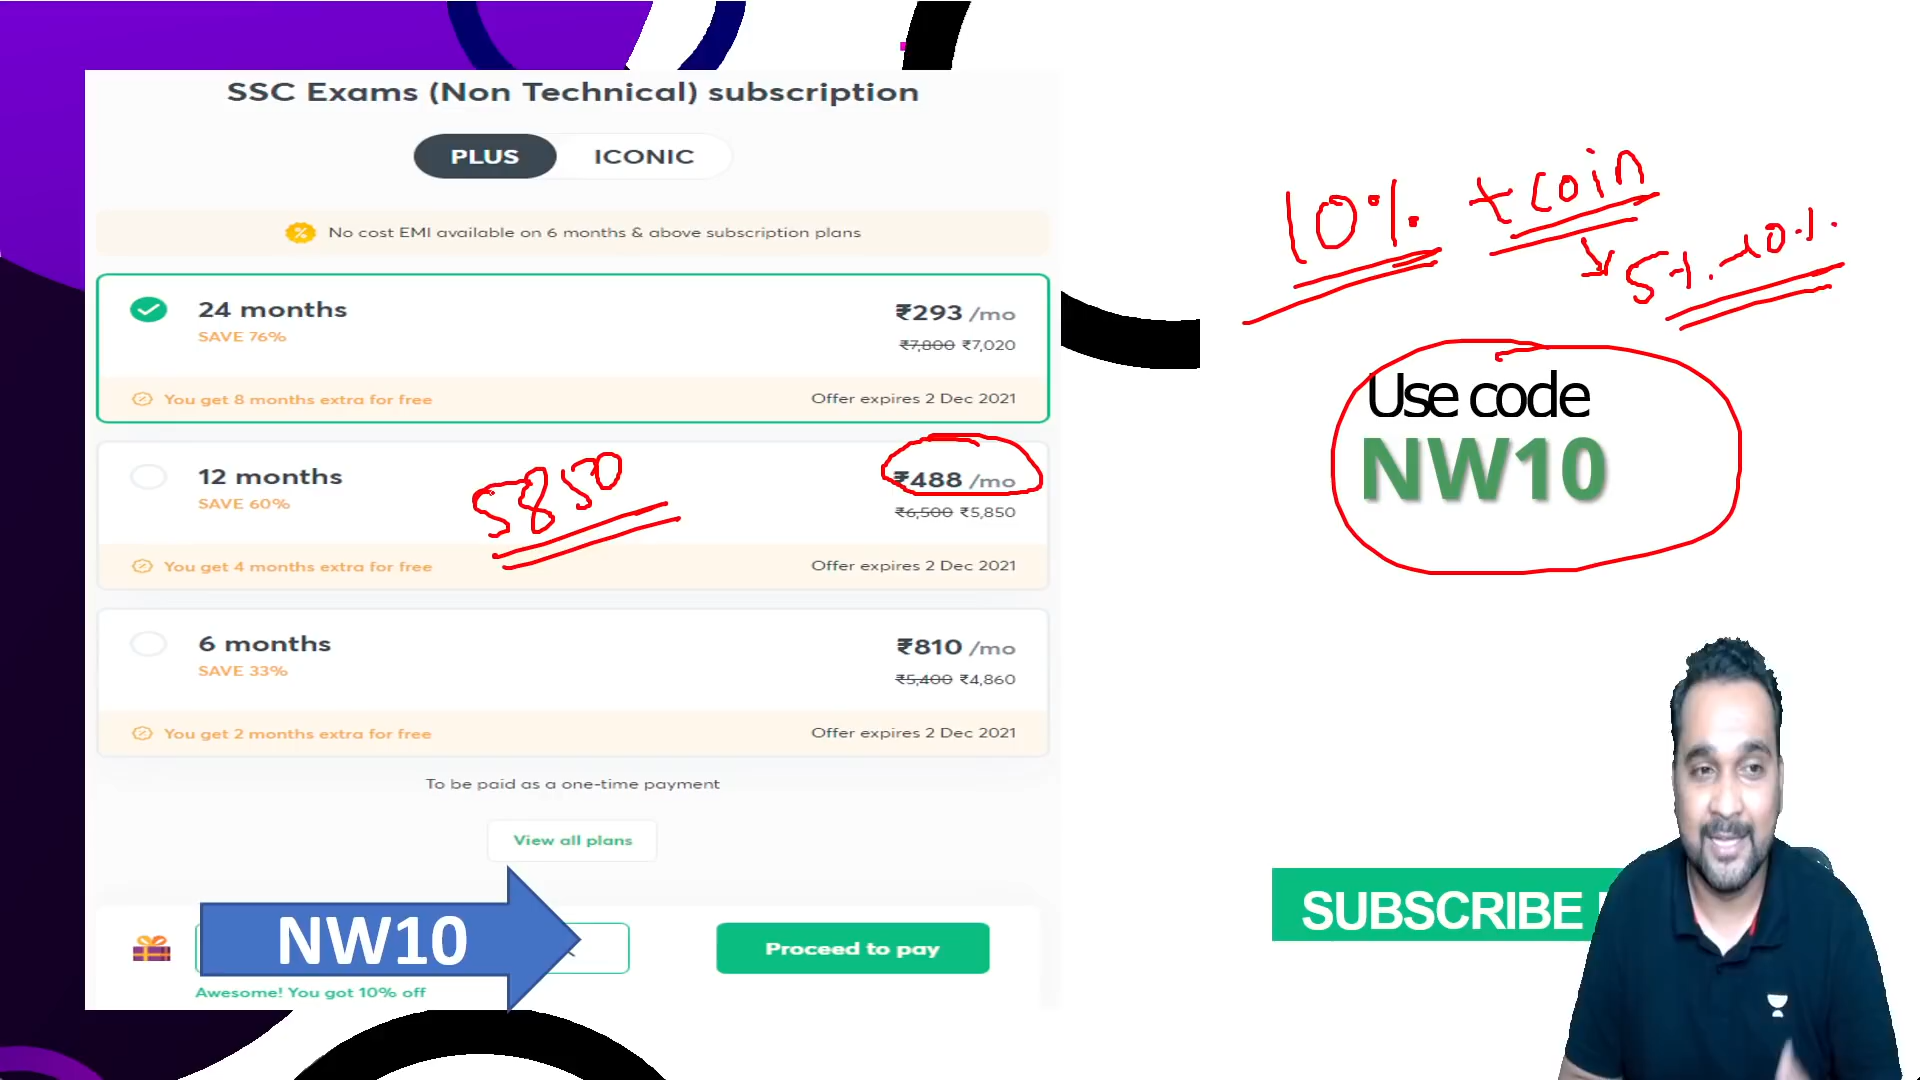 SSC Exams (Non Technical) subscription
PLUS ICONIC
No cost EMI available on 6 months & above subscription plans
24 months
SAVE 76%
₹293 /mo
₹7,800 ₹7,020
You get 8 months extra for free
Offer expires 2 Dec 2021
12 months
SAVE 60%
5850
₹488 /mo
₹6,500 ₹5,850
You get 4 months extra for free
Offer expires 2 Dec 2021
6 months
SAVE 33%
₹810 /mo
₹5,400 ₹4,860
You get 2 months extra for free
Offer expires 2 Dec 2021
To be paid as a one-time payment
View all plans
NW10
Proceed to pay
Awesome! You got 10% off
10% + coin
5%-10%
Use code
NW10
SUBSCRIBE